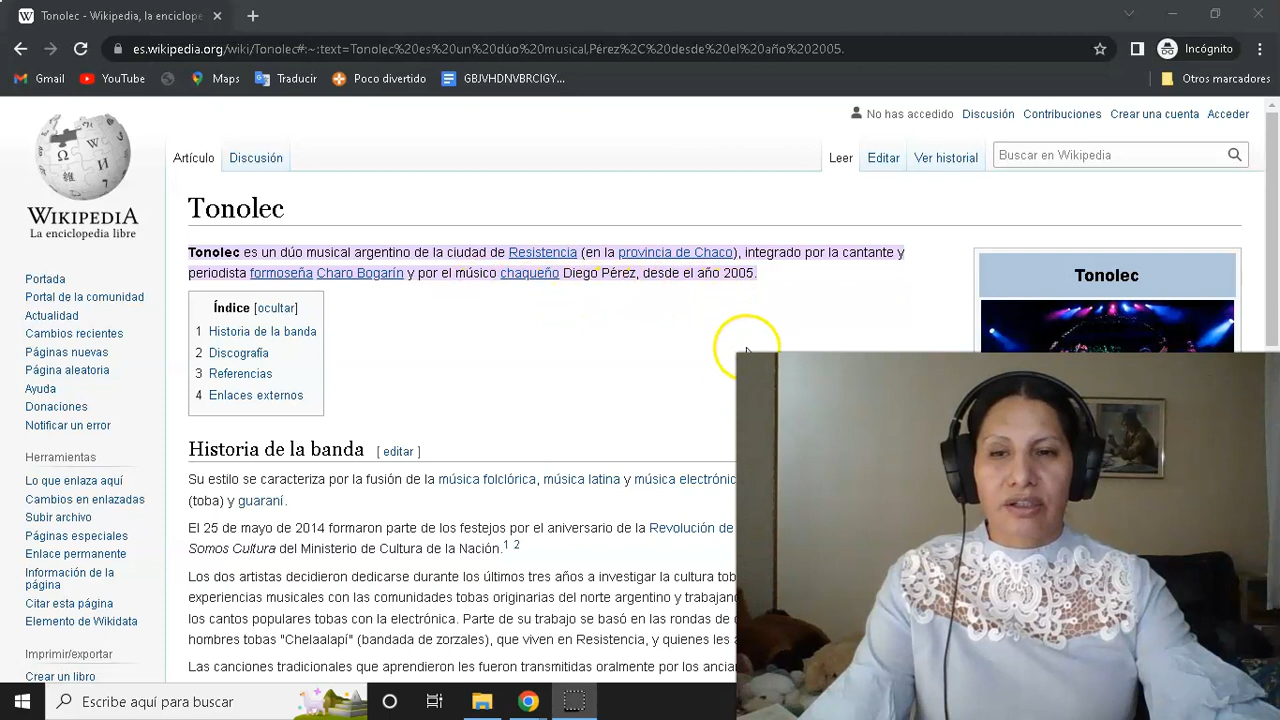 Tonolec - Wikipedia, la enciclope
es.wikipedia.org/wiki/Tonolec#:~:text=Tonolec%20es%20un%20dúo%20musical,Pérez%2C%20desde%20el%20año%202005.
Incógnito
Gmail
YouTube
Maps
Traducir
Poco divertido
GBJVHDNVBRCIGY...
Otros marcadores
No has accedido
Discusión
Contribuciones
Crear una cuenta
Acceder
Artículo
Discusión
Leer
Editar
Ver historial
Buscar en Wikipedia
WIKIPEDIA
La enciclopedia libre
Portada
Portal de la comunidad
Actualidad
Cambios recientes
Páginas nuevas
Página aleatoria
Ayuda
Donaciones
Notificar un error
Herramientas
Lo que enlaza aquí
Cambios en enlazadas
Subir archivo
Páginas especiales
Enlace permanente
Información de la
página
Citar esta página
Elemento de Wikidata
Imprimir/exportar
Crear un libro
Tonolec
Tonolec es un dúo musical argentino de la ciudad de Resistencia (en la provincia de Chaco), integrado por la cantante y
periodista formoseña Charo Bogarín y por el músico chaqueño Diego Pérez, desde el año 2005.
Tonolec
Índice [ocultar]
1 Historia de la banda
2 Discografía
3 Referencias
4 Enlaces externos
Historia de la banda [ editar ]
Su estilo se caracteriza por la fusión de la música folclórica, música latina y música electrónic
(toba) y guaraní.
El 25 de mayo de 2014 formaron parte de los festejos por el aniversario de la Revolución de
Somos Cultura del Ministerio de Cultura de la Nación.1 2
Los dos artistas decidieron dedicarse durante los últimos tres años a investigar la cultura tob
experiencias musicales con las comunidades tobas originarias del norte argentino y trabajand
los cantos populares tobas con la electrónica. Parte de su trabajo se basó en las rondas de
hombres tobas "Chelaalapí" (bandada de zorzales), que viven en Resistencia, y quienes les
Las canciones tradicionales que aprendieron les fueron transmitidas oralmente por los ancia
Escribe aquí para buscar